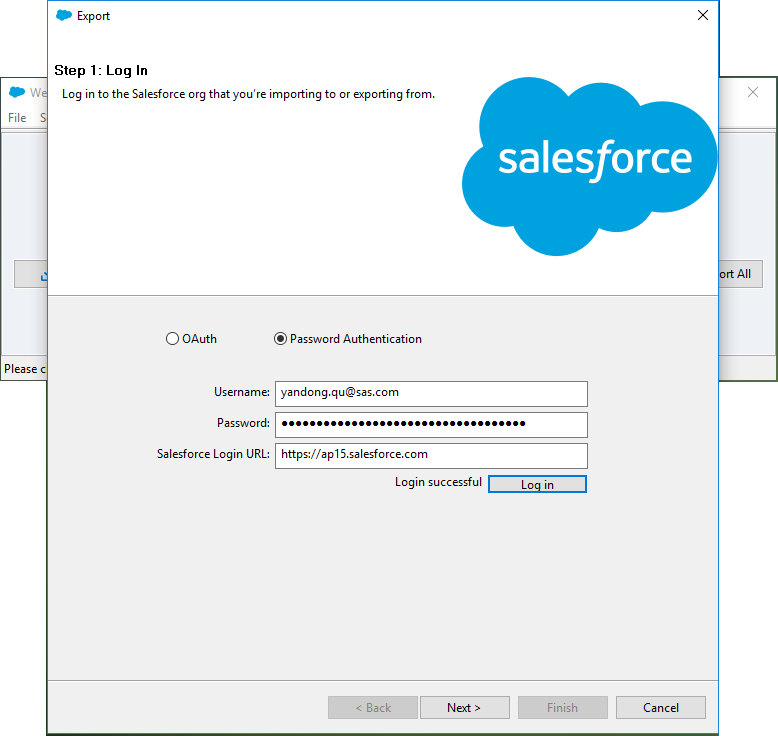 Export
Step 1: Log In
Log in to the Salesforce org that you're importing to or exporting from.
salesforce
We
File S
ort All
Please c
OAuth
Password Authentication
Username: yandong.qu@sas.com
Password: •••••••••••••••••••••••••••••••••••
Salesforce Login URL: https://ap15.salesforce.com
Login successful Log in
< Back Next > Finish Cancel